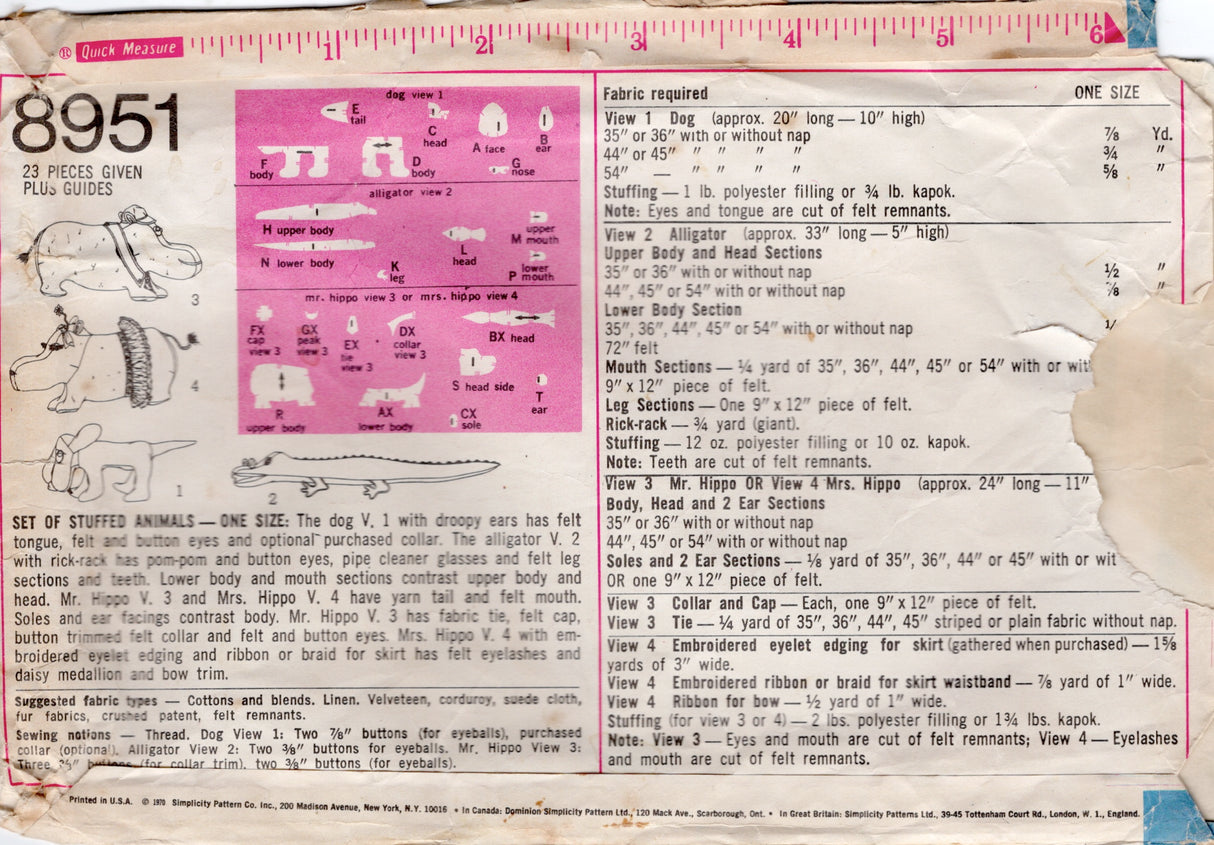 ® Quick Measure 1 2 3 4 5 6
8951
23 PIECES GIVEN
PLUS GUIDES
3
4
1
2
dog view 1
E
tail
C
head
A face
B
ear
F
body
D
body
G
nose
alligator view 2
H upper body
N lower body
K
leg
L
head
upper
M mouth
lower
P mouth
mr. hippo view 3 or mrs. hippo view 4
FX
cap
view 3
GX
peak
view 3
EX
tie
view 3
DX
collar
view 3
BX head
S head side
T
ear
R
upper body
AX
lower body
CX
sole
SET OF STUFFED ANIMALS — ONE SIZE: The dog V. 1 with droopy ears has felt
tongue, felt and button eyes and optional purchased collar. The alligator V. 2
with rick-rack has pom-pom and button eyes, pipe cleaner glasses and felt leg
sections and teeth. Lower body and mouth sections contrast upper body and
head. Mr. Hippo V. 3 and Mrs. Hippo V. 4 have yarn tail and felt mouth.
Soles and ear facings contrast body. Mr. Hippo V. 3 has fabric tie, felt cap,
button trimmed felt collar and felt and button eyes. Mrs. Hippo V. 4 with em-
broidered eyelet edging and ribbon or braid for skirt has felt eyelashes and
daisy medallion and bow trim.
Suggested fabric types — Cottons and blends. Linen. Velveteen, corduroy, suede cloth,
fur fabrics, crushed patent, felt remnants.
Sewing notions — Thread. Dog View 1: Two ⅞" buttons (for eyeballs), purchased
collar (optional). Alligator View 2: Two ⅜" buttons for eyeballs. Mr. Hippo View 3:
Three buttons (for collar trim), two ⅜" buttons (for eyeballs).
Fabric required ONE SIZE
View 1 Dog (approx. 20" long — 10" high)
35" or 36" with or without nap ⅞ Yd.
44" or 45" " " " " ¾ "
54" — " " " ⅝ "
Stuffing — 1 lb. polyester filling or ¾ lb. kapok.
Note: Eyes and tongue are cut of felt remnants.
View 2 Alligator (approx. 33" long — 5" high)
Upper Body and Head Sections
35" or 36" with or without nap ½ "
44", 45" or 54" with or without nap /8 "
Lower Body Section
35", 36", 44", 45" or 54" with or without nap 1/
72" felt
Mouth Sections — ¼ yard of 35", 36", 44", 45" or 54" with or wit
9" x 12" piece of felt.
Leg Sections — One 9" x 12" piece of felt.
Rick-rack — ¾ yard (giant).
Stuffing — 12 oz. polyester filling or 10 oz. kapok.
Note: Teeth are cut of felt remnants.
View 3 Mr. Hippo OR View 4 Mrs. Hippo (approx. 24" long — 11"
Body, Head and 2 Ear Sections
35" or 36" with or without nap
44", 45" or 54" with or without nap
Soles and 2 Ear Sections — ⅛ yard of 35", 36", 44" or 45" with or wit
OR one 9" x 12" piece of felt.
View 3 Collar and Cap — Each, one 9" x 12" piece of felt.
View 3 Tie — ¼ yard of 35", 36", 44", 45" striped or plain fabric without nap.
View 4 Embroidered eyelet edging for skirt (gathered when purchased) — 1⅝
yards of 3" wide.
View 4 Embroidered ribbon or braid for skirt waistband — ⅞ yard of 1" wide.
View 4 Ribbon for bow — ½ yard of 1" wide.
Stuffing (for view 3 or 4) — 2 lbs. polyester filling or 1¾ lbs. kapok.
Note: View 3 — Eyes and mouth are cut of felt remnants; View 4 — Eyelashes
and mouth are cut of felt remnants.
Printed in U.S.A. © 1970 Simplicity Pattern Co. Inc., 200 Madison Avenue, New York, N.Y. 10016 • In Canada: Dominion Simplicity Pattern Ltd., 120 Mack Ave., Scarborough, Ont. • In Great Britain: Simplicity Patterns Ltd., 39-45 Tottenham Court Rd., London, W. 1., England.